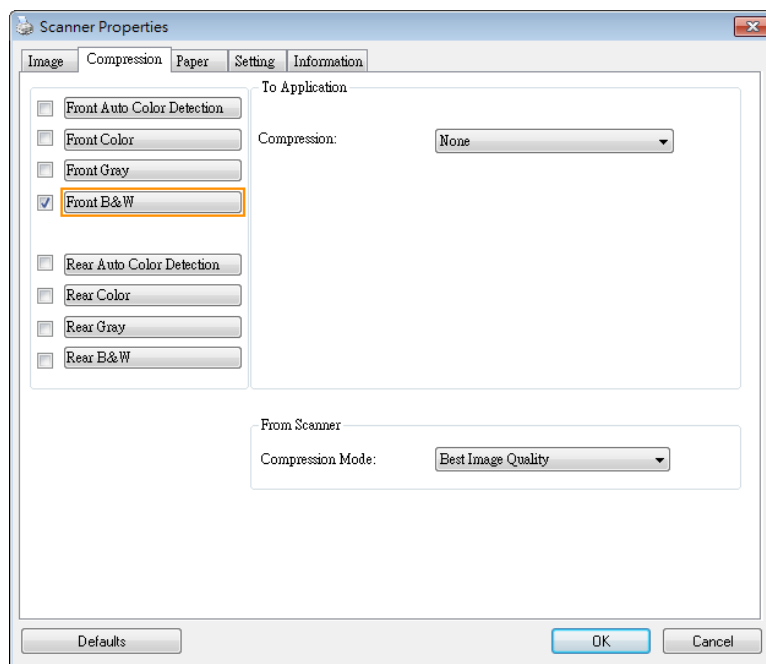 Scanner Properties
Image Compression Paper Setting Information
Front Auto Color Detection
Front Color
Front Gray
Front B&W
Rear Auto Color Detection
Rear Color
Rear Gray
Rear B&W
To Application
Compression: None
From Scanner
Compression Mode: Best Image Quality
Defaults OK Cancel